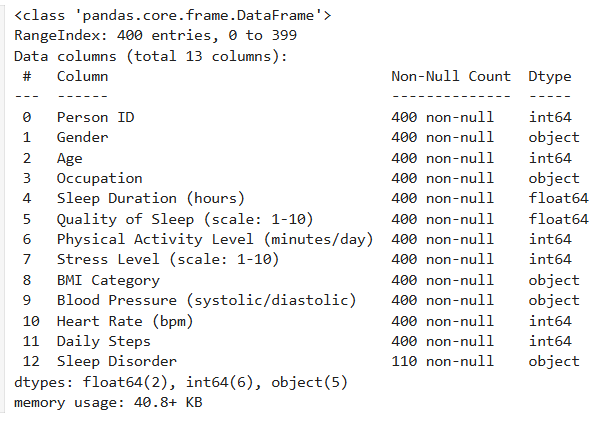 <class 'pandas.core.frame.DataFrame'>
RangeIndex: 400 entries, 0 to 399
Data columns (total 13 columns):
 #   Column                                  Non-Null Count  Dtype
---  ------                                  --------------  -----
 0   Person ID                               400 non-null    int64
 1   Gender                                  400 non-null    object
 2   Age                                     400 non-null    int64
 3   Occupation                              400 non-null    object
 4   Sleep Duration (hours)                  400 non-null    float64
 5   Quality of Sleep (scale: 1-10)          400 non-null    float64
 6   Physical Activity Level (minutes/day)  400 non-null    int64
 7   Stress Level (scale: 1-10)              400 non-null    int64
 8   BMI Category                            400 non-null    object
 9   Blood Pressure (systolic/diastolic)     400 non-null    object
 10  Heart Rate (bpm)                        400 non-null    int64
 11  Daily Steps                             400 non-null    int64
 12  Sleep Disorder                          110 non-null    object
dtypes: float64(2), int64(6), object(5)
memory usage: 40.8+ KB